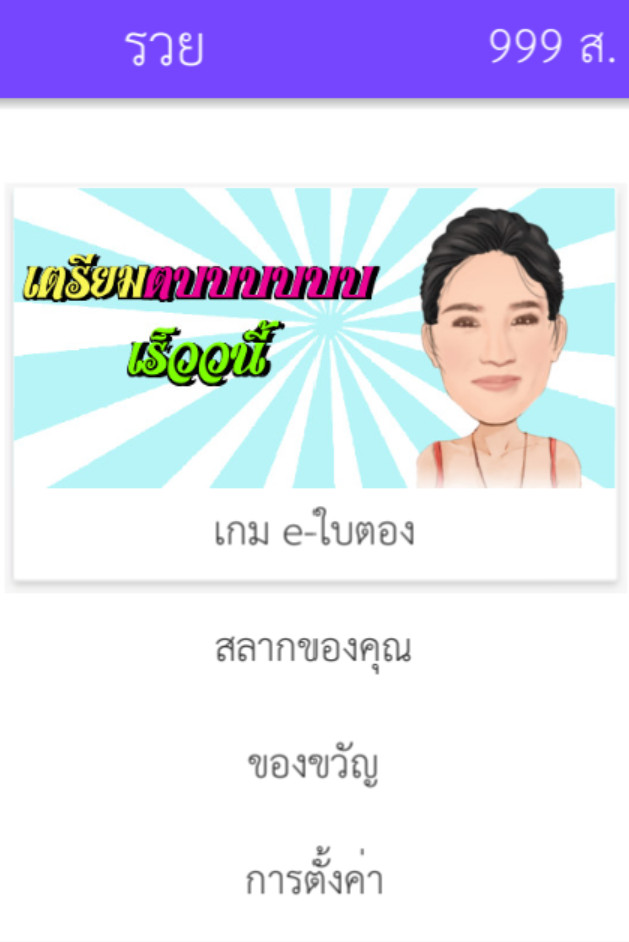 รวย 999 ส.
เตรียมตบบบบบบ
เร็ววนี้
เกม e-ใบตอง
สลากของคุณ
ของขวัญ
การตั้งค่า